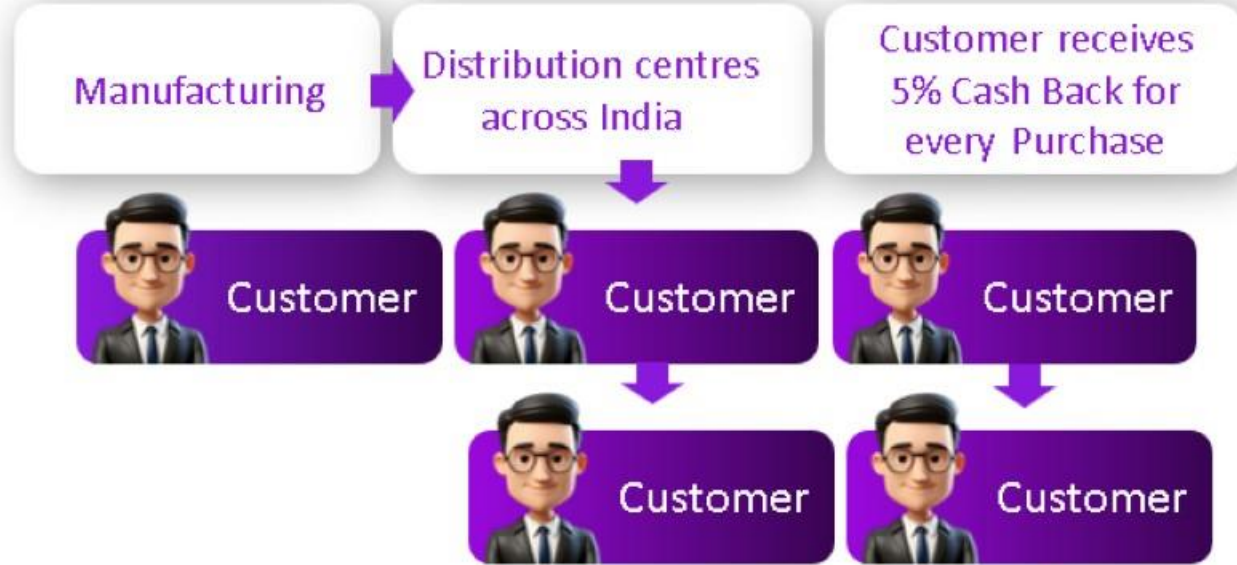 Manufacturing
Distribution centres
across India
Customer receives
5% Cash Back for
every Purchase
Customer
Customer
Customer
Customer
Customer